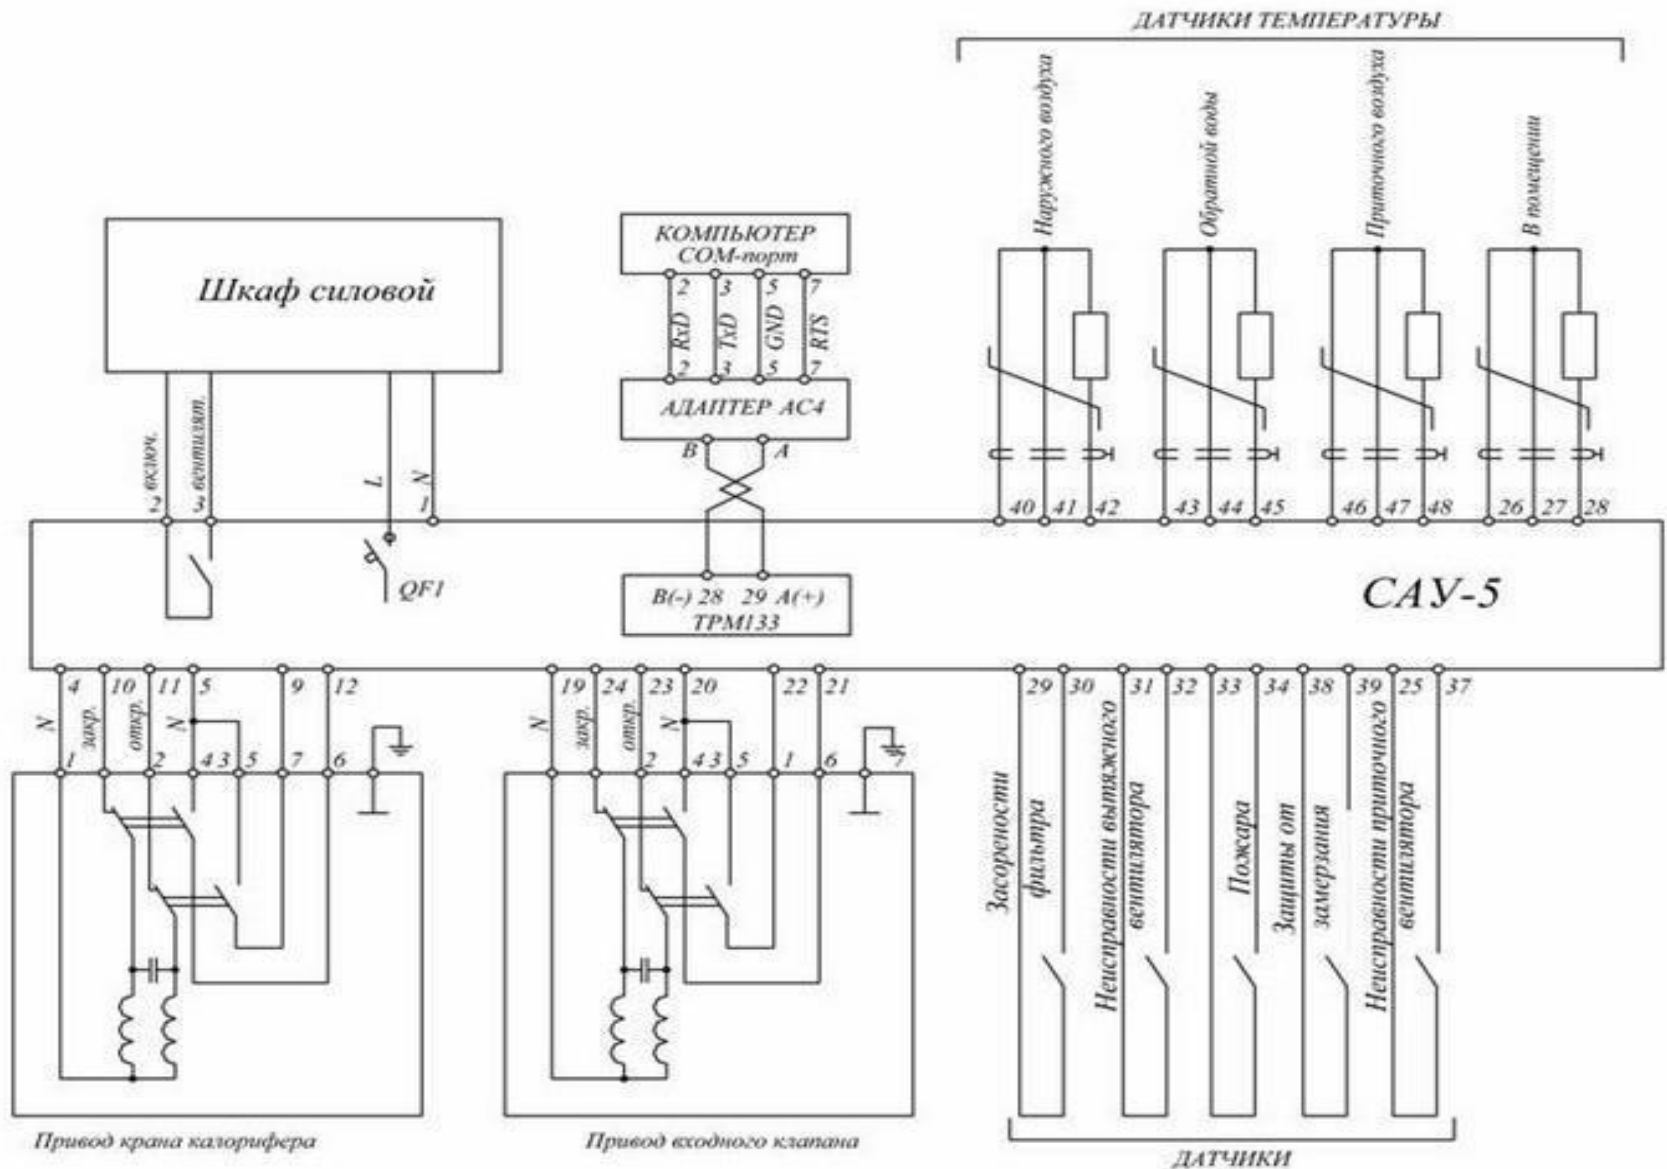 ДАТЧИКИ ТЕМПЕРАТУРЫ
Наружного воздуха
Обратной воды
Приточного воздуха
В помещении
Шкаф силовой
КОМПЬЮТЕР
COM-порт
2 3 5 7
RxD TxD GND RTS
2 3 5 7
АДАПТЕР АС4
B A
включ.
вентилят.
L N
2 3 1
40 41 42 43 44 45 46 47 48 26 27 28
QF1
B(-) 28 29 A(+)
ТРМ133
САУ-5
4 10 11 5 9 12
19 24 23 20 22 21
29 30 31 32 33 34 38 39 25 37
N закр. откр. N
N закр. откр. N
1 2 4 3 5 7 6
2 4 3 5 1 6 7
Засорености
фильтра
Неисправности вытяжного
вентилятора
Пожара
Защиты от
замерзания
Неисправности приточного
вентилятора
Привод крана калорифера
Привод входного клапана
ДАТЧИКИ